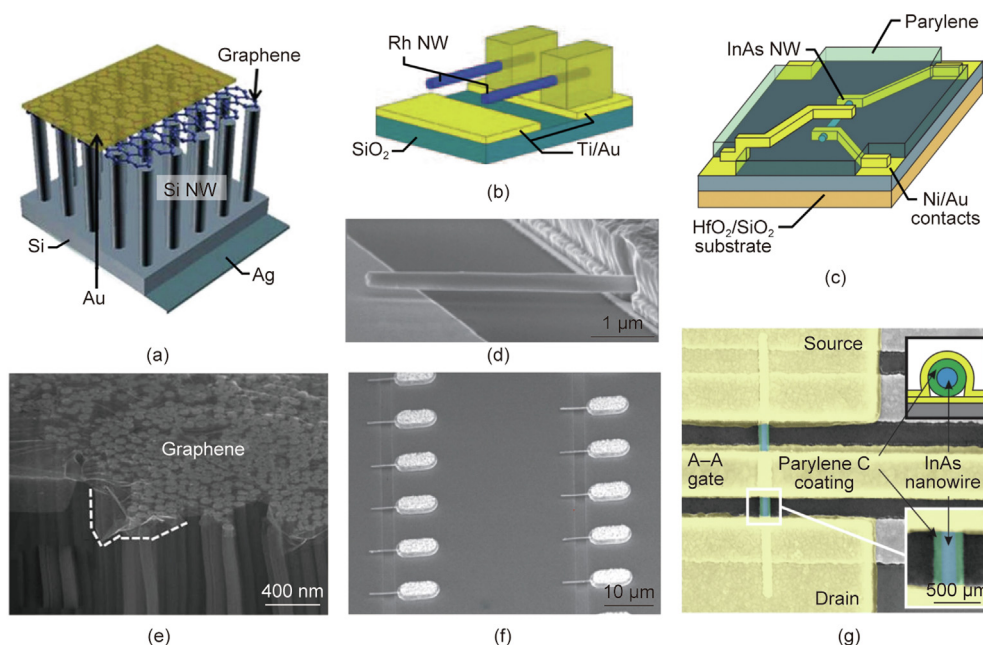 Graphene
Si NW
Si
Ag
Au
(a)
Rh NW
SiO2
Ti/Au
(b)
Parylene
InAs NW
Ni/Au
contacts
HfO2/SiO2
substrate
(c)
1 μm
(d)
Graphene
400 nm
(e)
10 μm
(f)
Source
A–A
gate
Parylene C
coating
InAs
nanowire
Drain
500 μm
(g)